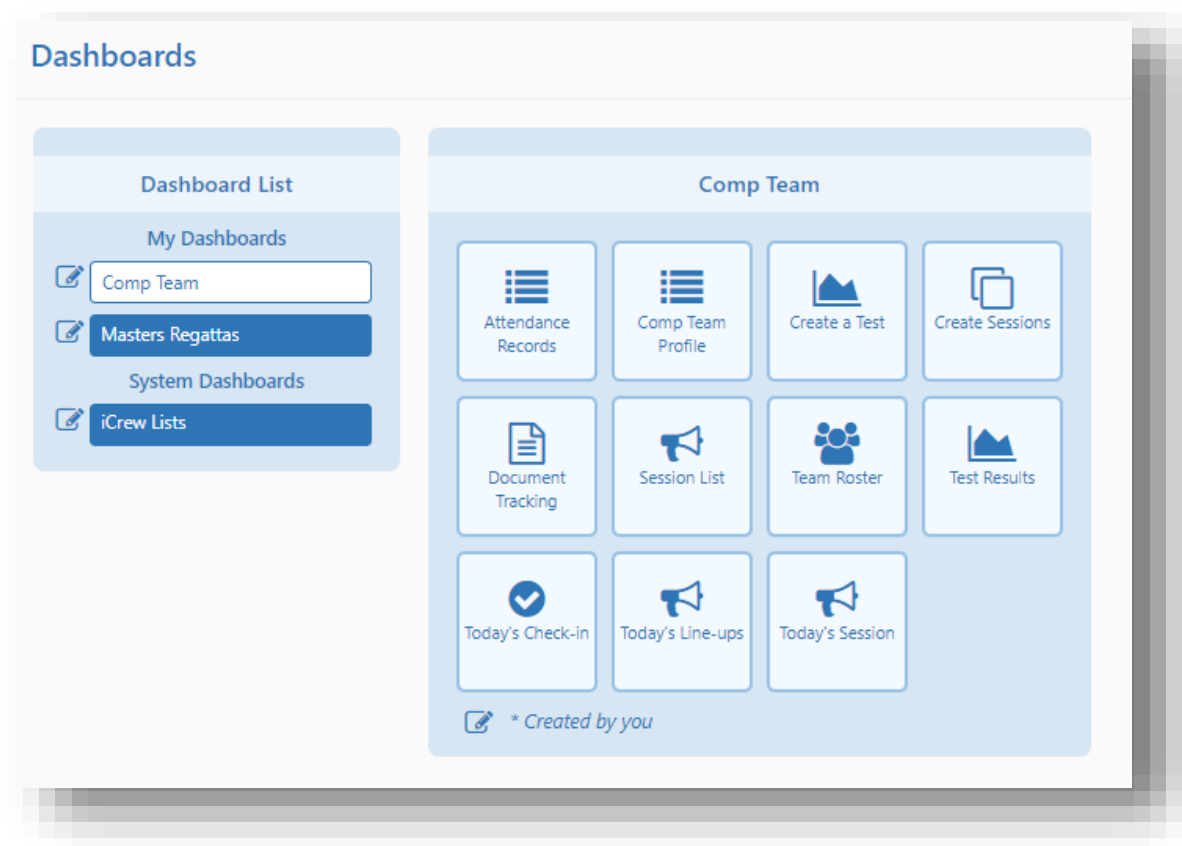 Dashboards
Dashboard List
My Dashboards
Comp Team
Masters Regattas
System Dashboards
iCrew Lists
Comp Team
Attendance
Records
Comp Team
Profile
Create a Test
Create Sessions
Document
Tracking
Session List
Team Roster
Test Results
Today's Check-in
Today's Line-ups
Today's Session
* Created by you